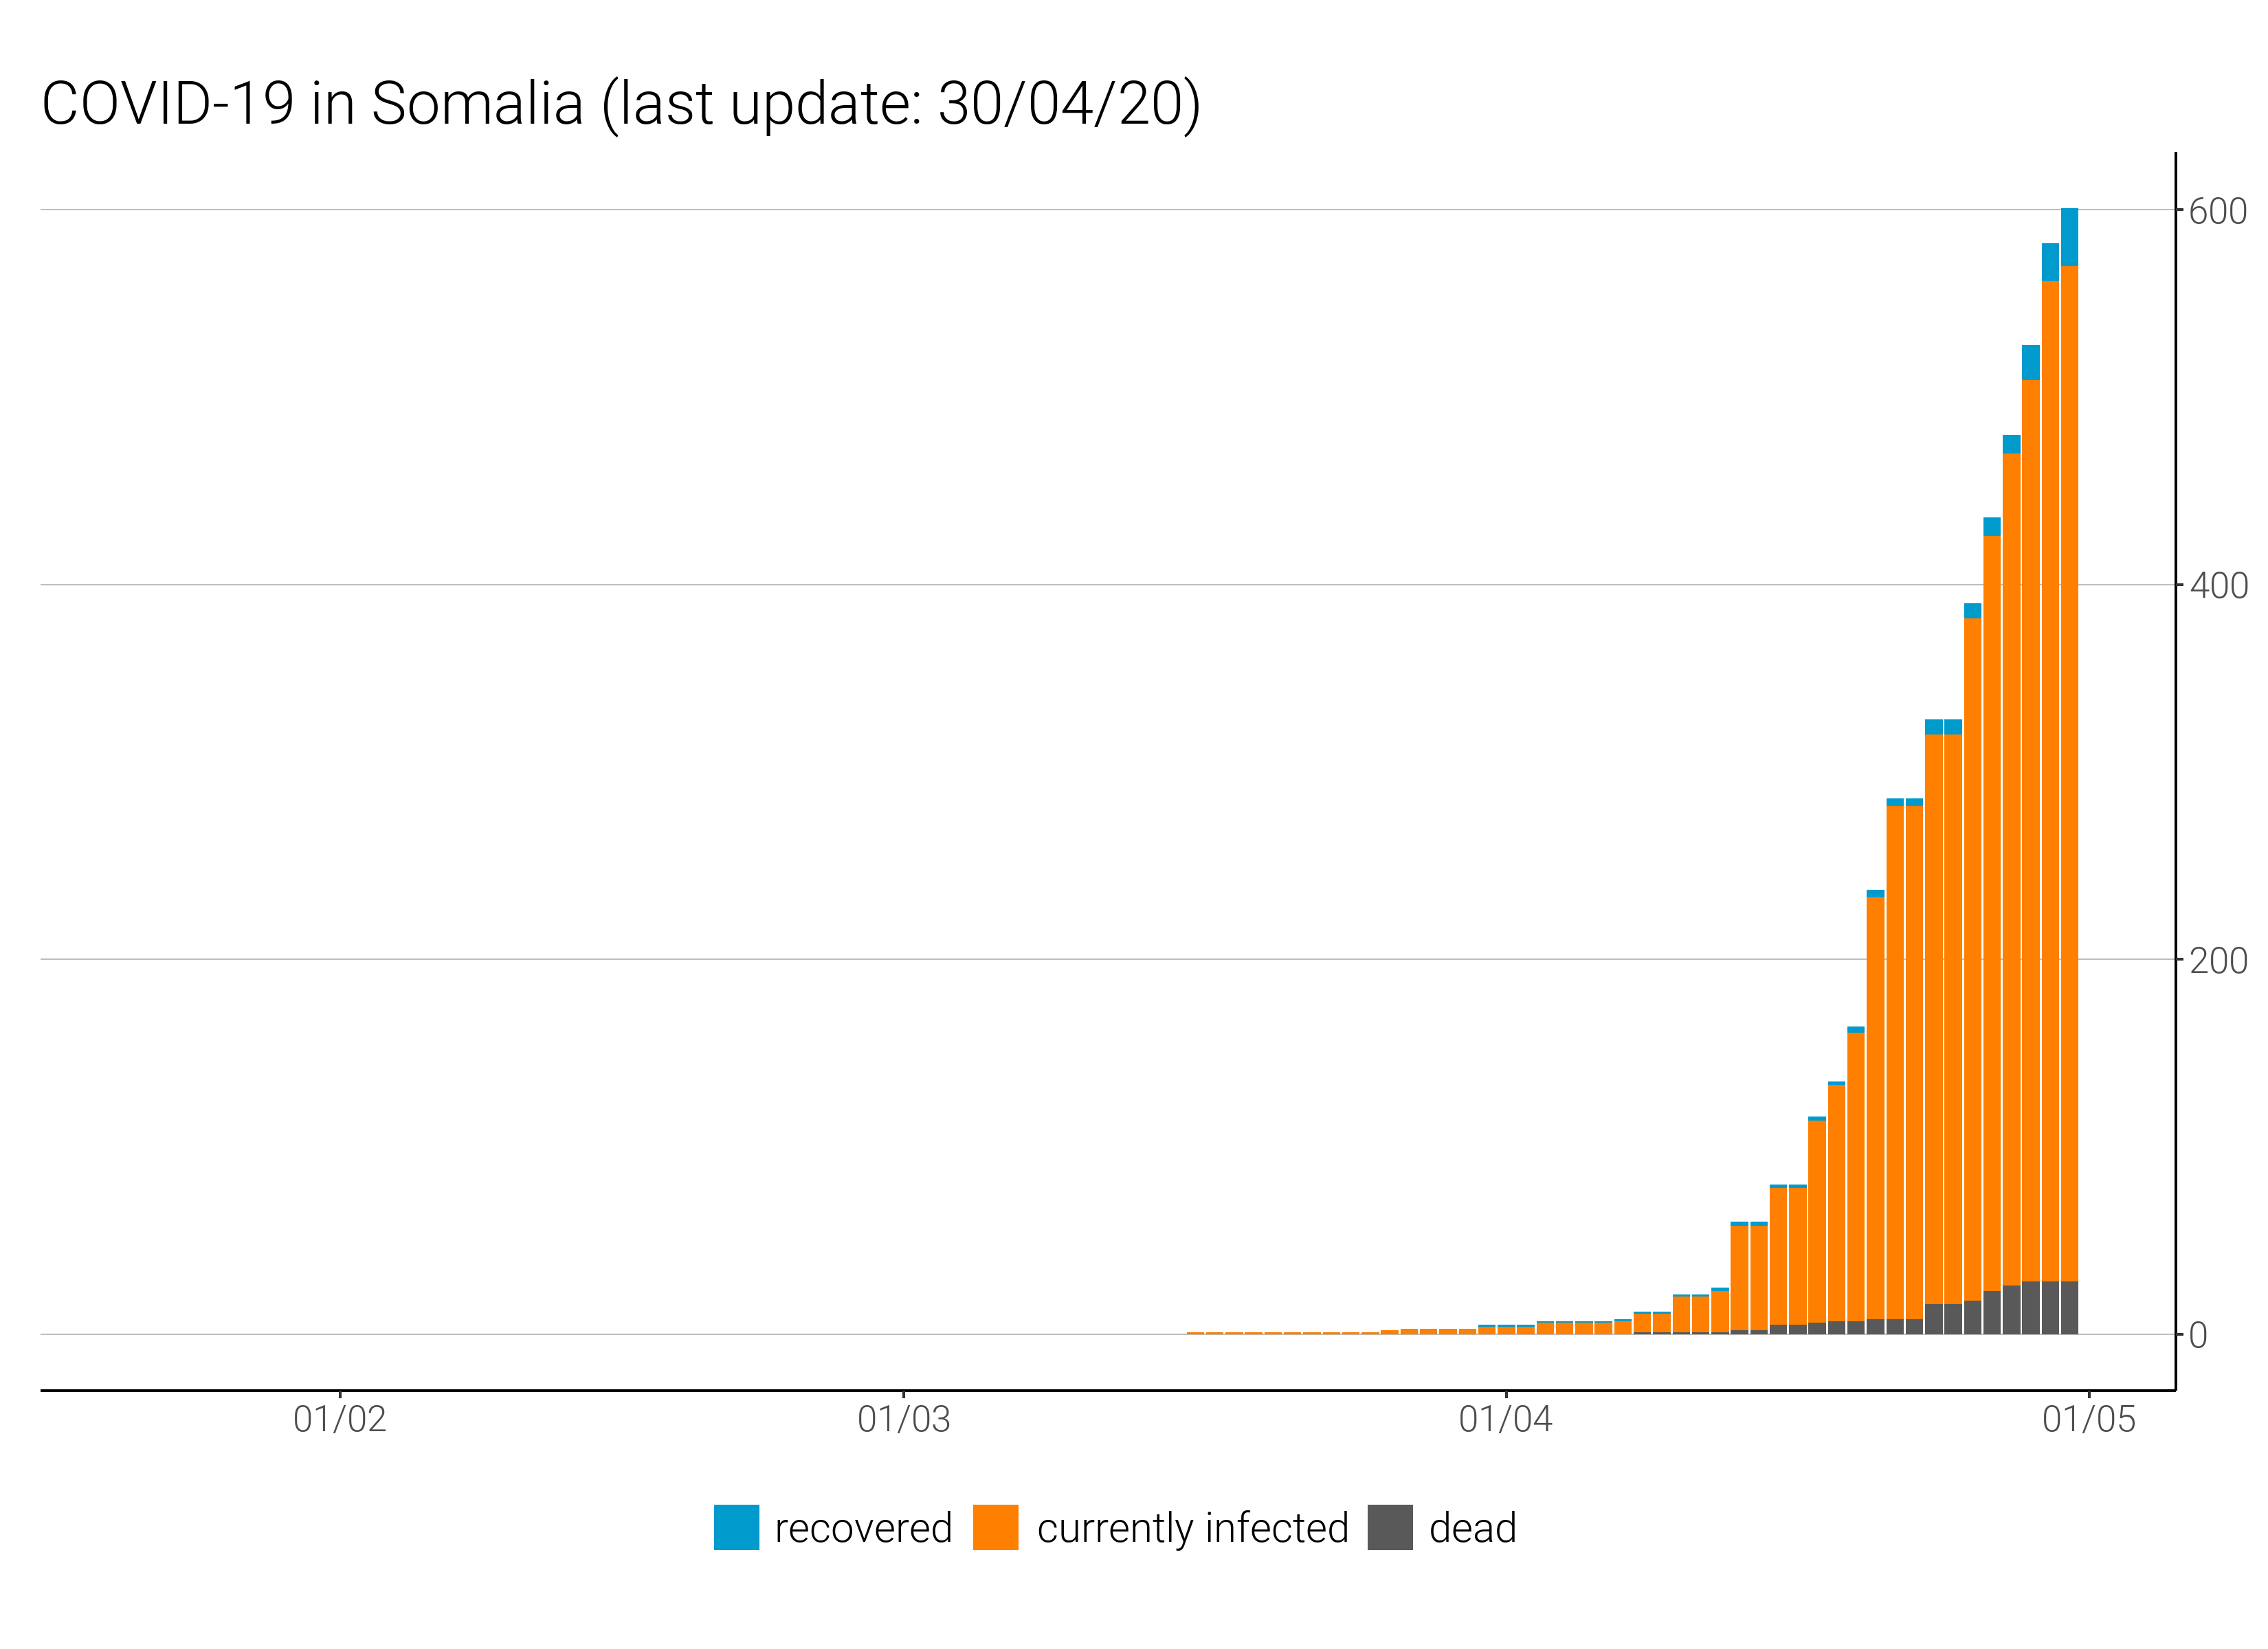 COVID-19 in Somalia (last update: 30/04/20)
600
400
200
0
01/02 01/03 01/04 01/05
recovered currently infected dead